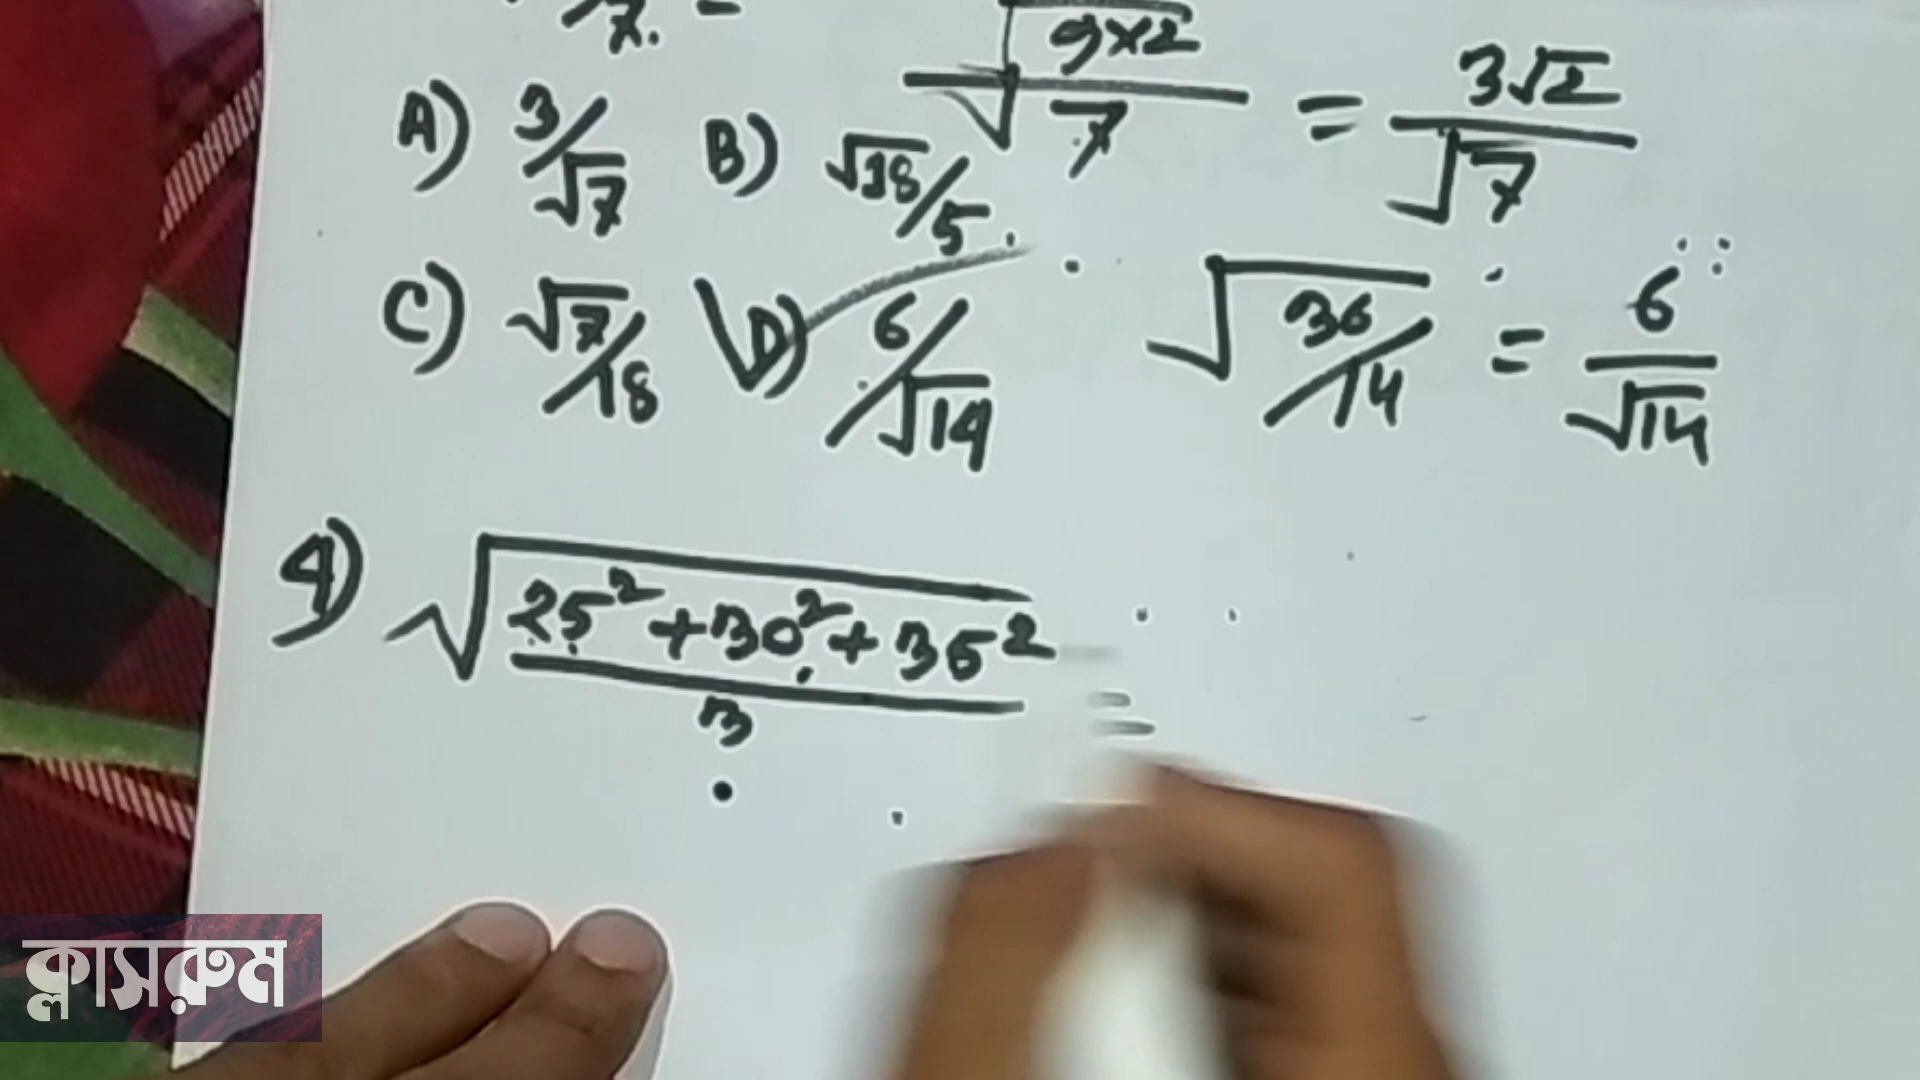 √(9×2)/7 = 3√2/√7
A) 3/√7 B) √18/5
C) √7/18 D) 6/√14 √(36/14) = 6/√14
4) √((25² + 30² + 35²)/3) =
ক্লাসরুম